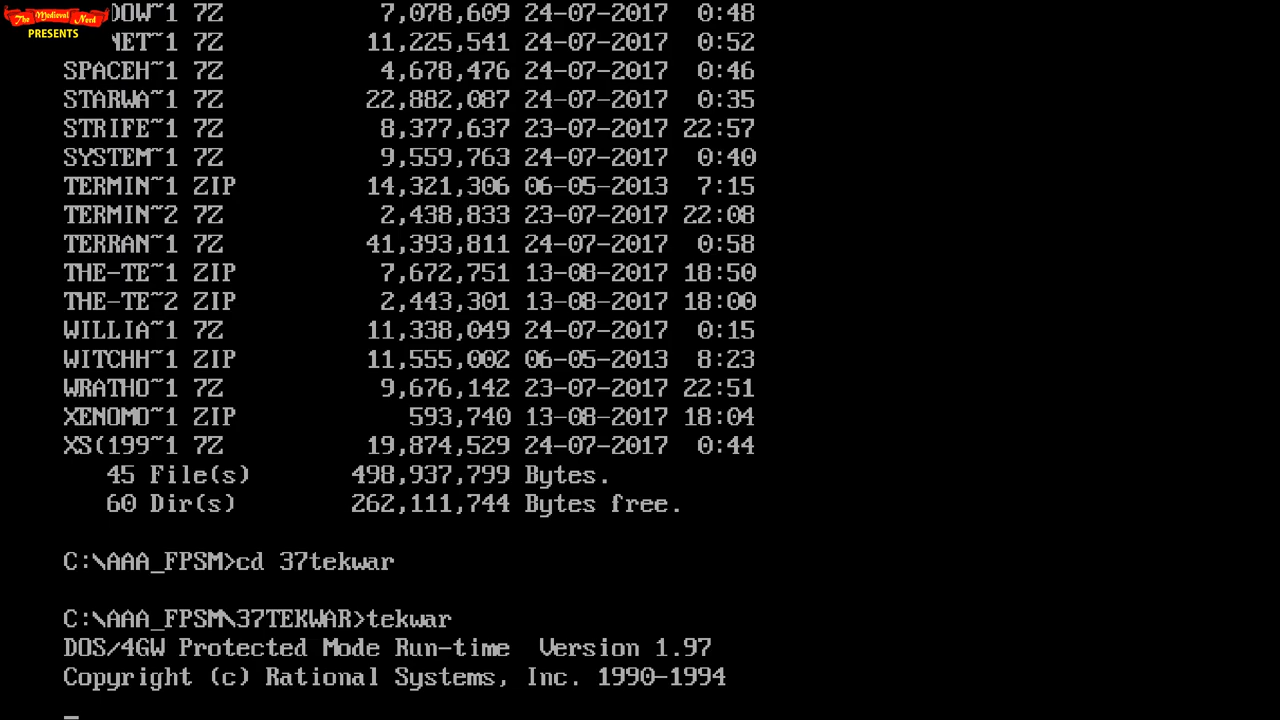 The Medieval Nerd
PRESENTS
DOW~1 7Z 7,078,609 24-07-2017 0:48
NET~1 7Z 11,225,541 24-07-2017 0:52
SPACEH~1 7Z 4,678,476 24-07-2017 0:46
STARWA~1 7Z 22,882,087 24-07-2017 0:35
STRIFE~1 7Z 8,377,637 23-07-2017 22:57
SYSTEM~1 7Z 9,559,763 24-07-2017 0:40
TERMIN~1 ZIP 14,321,306 06-05-2013 7:15
TERMIN~2 7Z 2,438,833 23-07-2017 22:08
TERRAN~1 7Z 41,393,811 24-07-2017 0:58
THE-TE~1 ZIP 7,672,751 13-08-2017 18:50
THE-TE~2 ZIP 2,443,301 13-08-2017 18:00
WILLIA~1 7Z 11,338,049 24-07-2017 0:15
WITCHH~1 ZIP 11,555,002 06-05-2013 8:23
WRATHO~1 7Z 9,676,142 23-07-2017 22:51
XENOMO~1 ZIP 593,740 13-08-2017 18:04
XS(199~1 7Z 19,874,529 24-07-2017 0:44
45 File(s) 498,937,799 Bytes.
60 Dir(s) 262,111,744 Bytes free.
C:\AAA_FPSM>cd 37tekwar
C:\AAA_FPSM\37TEKWAR>tekwar
DOS/4GW Protected Mode Run-time Version 1.97
Copyright (c) Rational Systems, Inc. 1990-1994